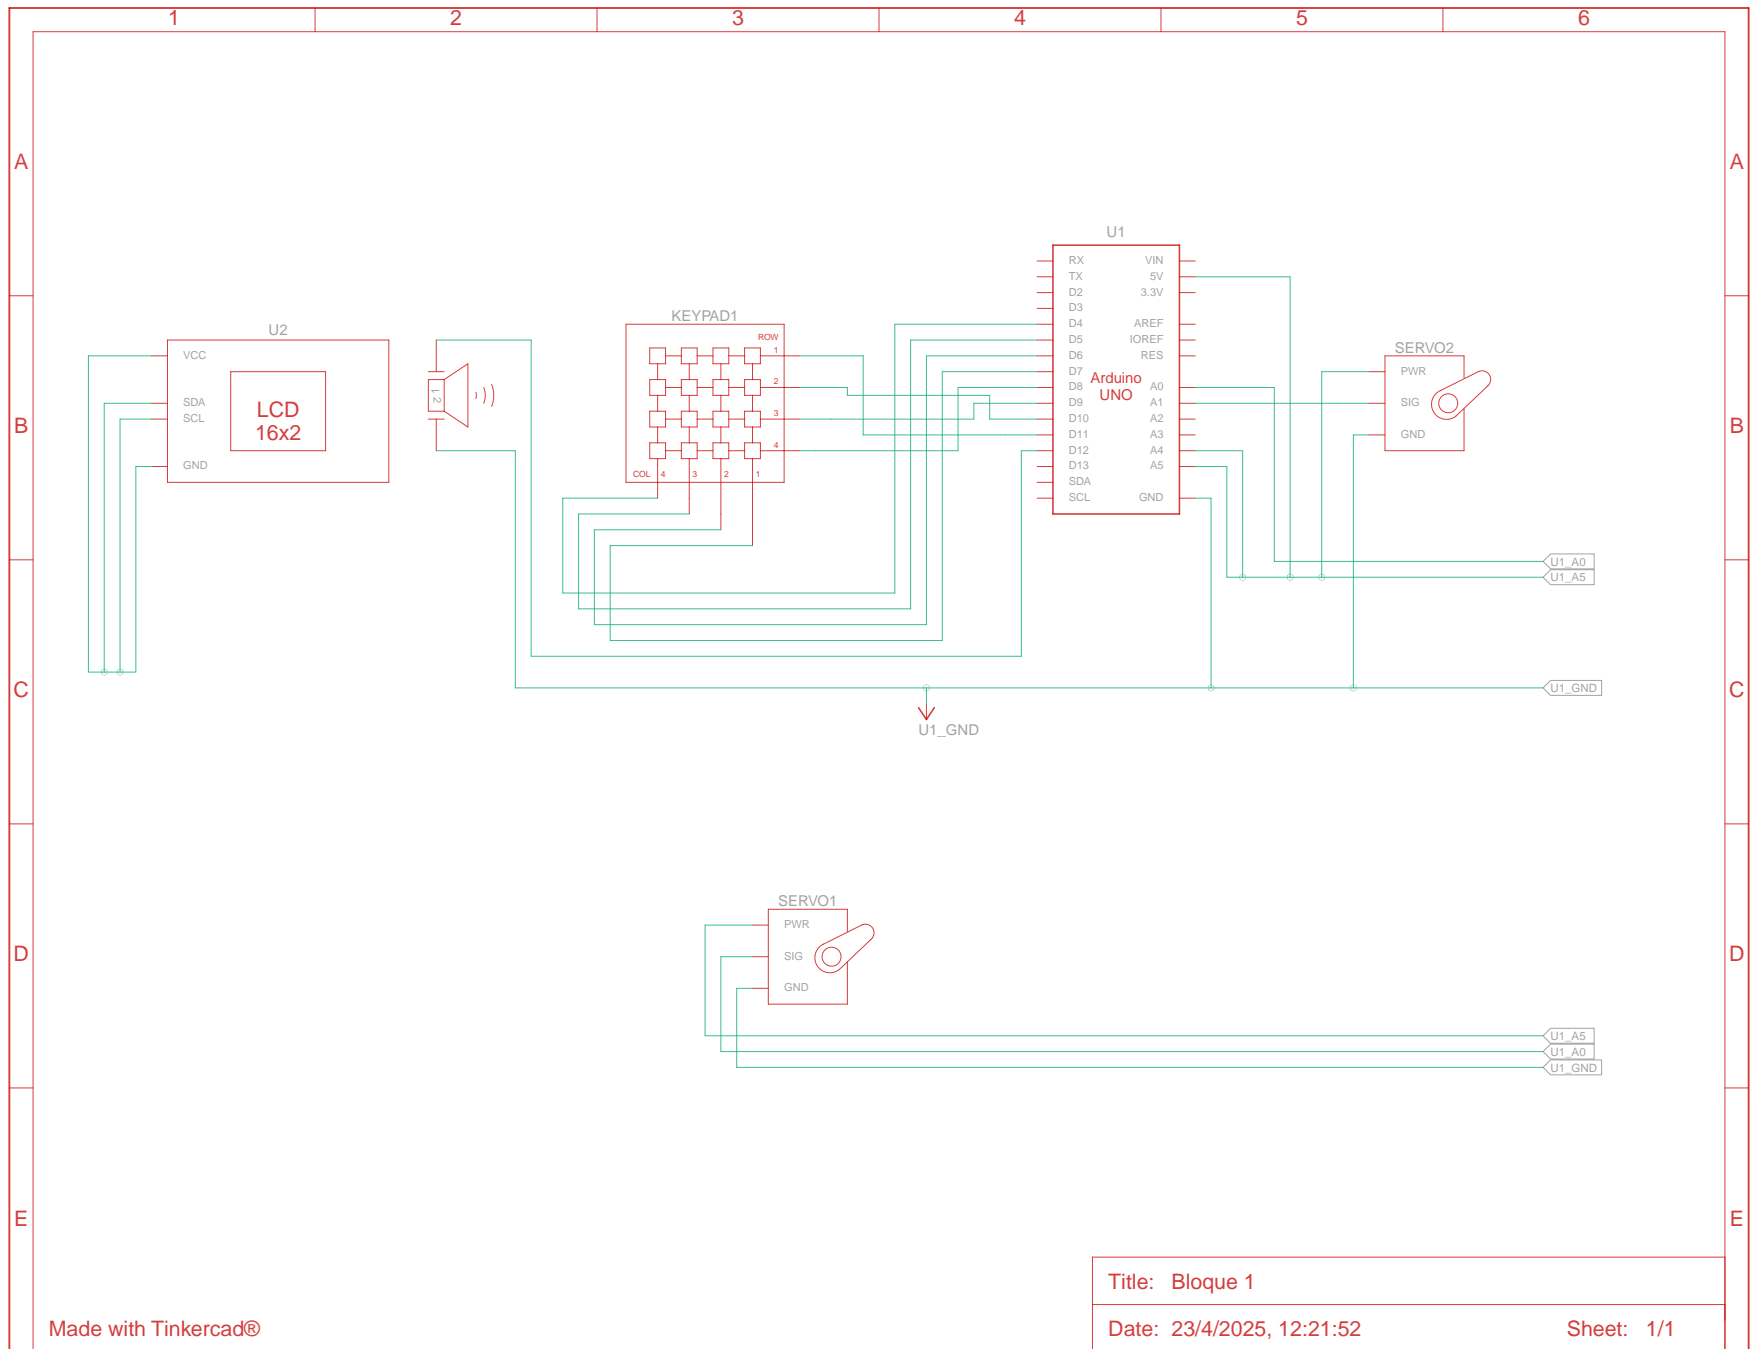 1 2 3 4 5 6
A A
B B
C C
D D
E E
U2
VCC
SDA
SCL
GND
LCD
16x2
1 2
KEYPAD1
ROW
1
2
3
4
COL 4 3 2 1
U1
RX VIN
TX 5V
D2 3.3V
D3
D4 AREF
D5 IOREF
D6 RES
D7
D8 A0
D9 A1
D10 A2
D11 A3
D12 A4
D13 A5
SDA
SCL GND
Arduino
UNO
SERVO2
PWR
SIG
GND
U1_A0
U1_A5
U1_GND
U1_GND
SERVO1
PWR
SIG
GND
U1_A5
U1_A0
U1_GND
Title: Bloque 1
Made with Tinkercad®
Date: 23/4/2025, 12:21:52 Sheet: 1/1